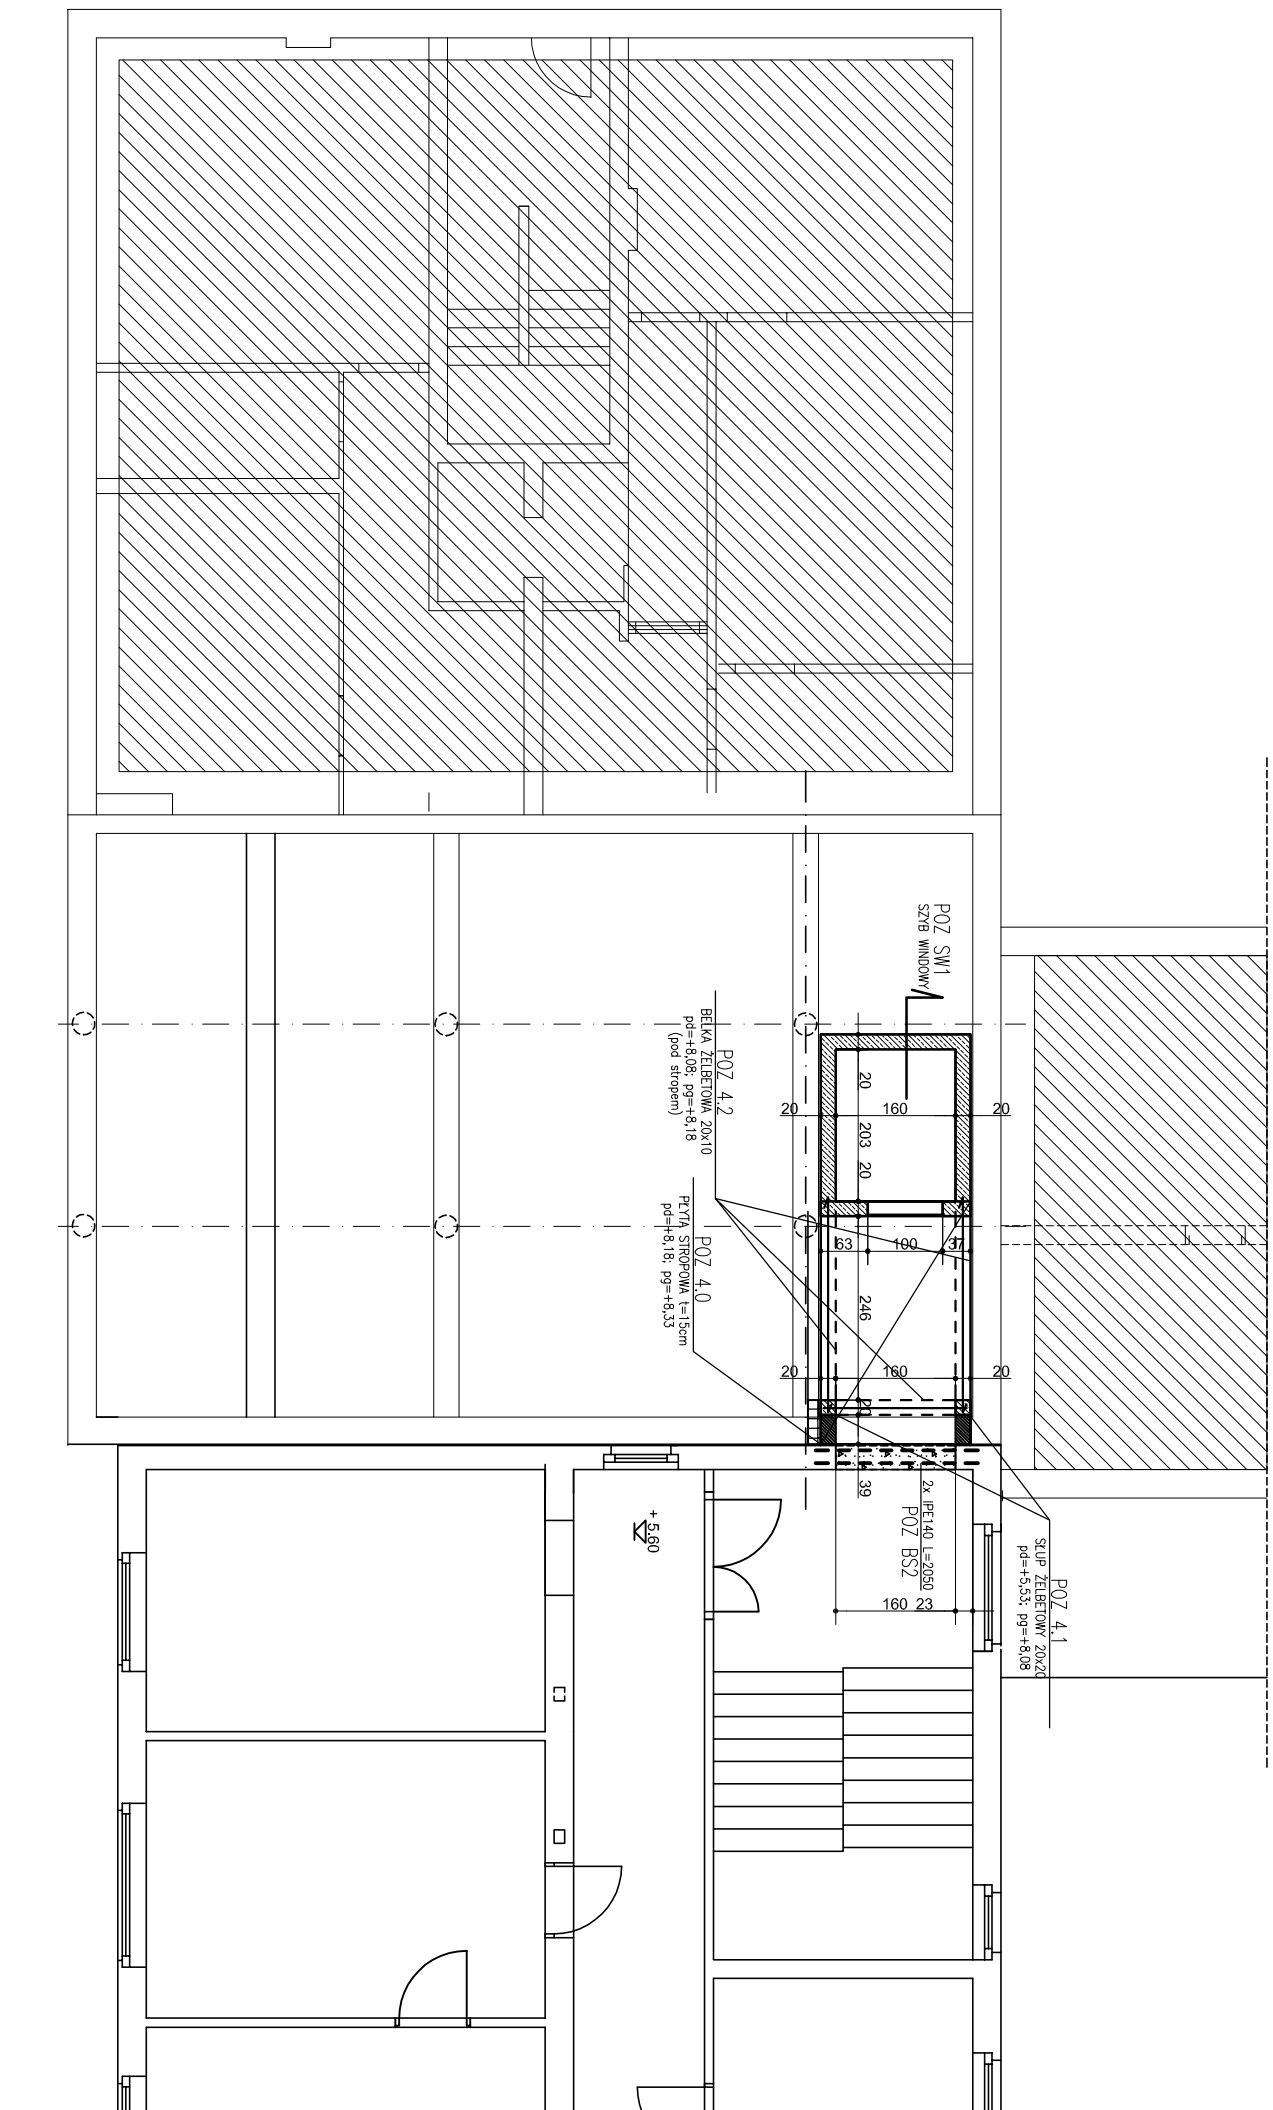 POZ SW1
SZYB WINDOWY
POZ 4.2
BELKA ŻELBETOWA 20x10
pd=+8,08; pg=+8,18
(pod stropem)
POZ 4.0
PŁYTA STROPOWA t=15cm
pd=+8,18; pg=+8,33
20
20
160
20
203
20
63
100
37
246
20
160
20
20
39
2x IPE140 L=2050
POZ BS2
160
23
+ 5.60
POZ 4.1
SŁUP ŻELBETOWY 20x20
pd=+5,53; pg=+8,08